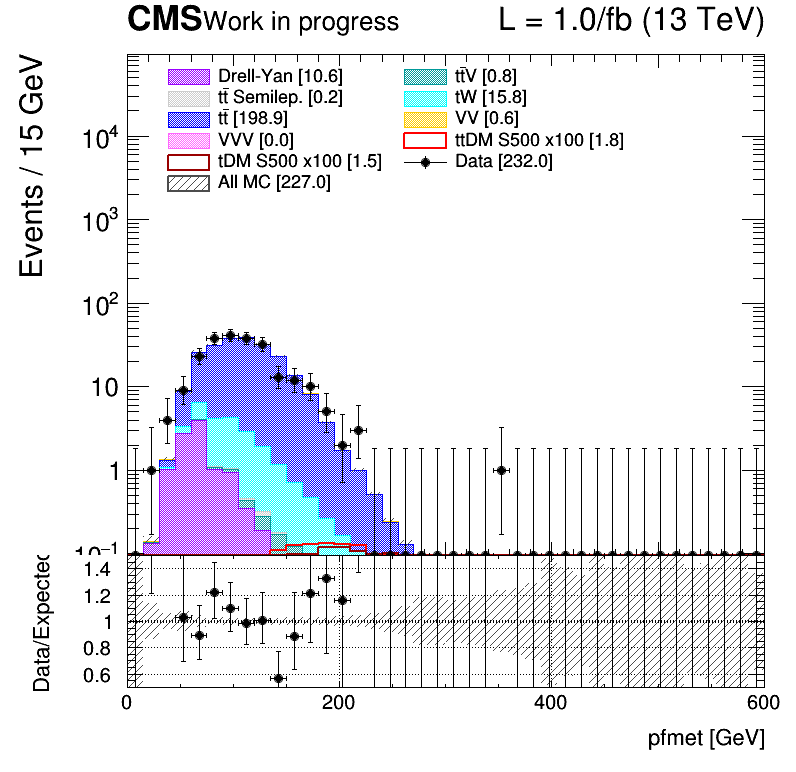 CMS Work in progress L = 1.0/fb (13 TeV)
Events / 15 GeV
Drell-Yan [10.6] tt̄V [0.8]
tt̄ Semilep. [0.2] tW [15.8]
tt̄ [198.9] VV [0.6]
VVV [0.0] ttDM S500 x100 [1.8]
tDM S500 x100 [1.5] Data [232.0]
All MC [227.0]
10⁴
10³
10²
10
1
10⁻¹
Data/Expected
1.4
1.2
1
0.8
0.6
0 200 400 600
pfmet [GeV]